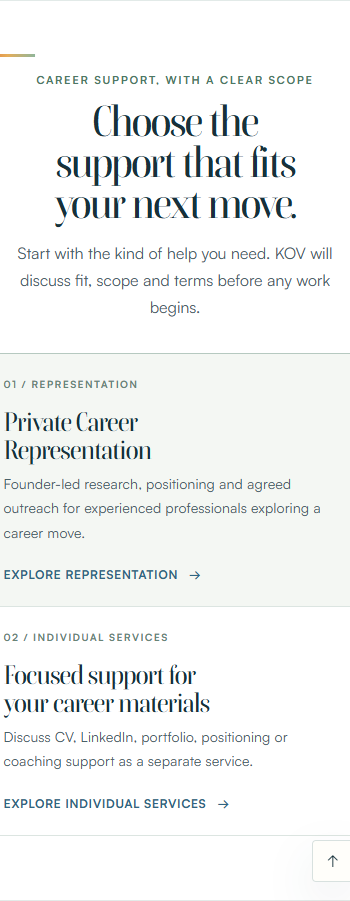 CAREER SUPPORT, WITH A CLEAR SCOPE
Choose the
support that fits
your next move.
Start with the kind of help you need. KOV will
discuss fit, scope and terms before any work
begins.
01 / REPRESENTATION
Private Career
Representation
Founder-led research, positioning and agreed
outreach for experienced professionals exploring a
career move.
EXPLORE REPRESENTATION →
02 / INDIVIDUAL SERVICES
Focused support for
your career materials
Discuss CV, LinkedIn, portfolio, positioning or
coaching support as a separate service.
EXPLORE INDIVIDUAL SERVICES →
↑